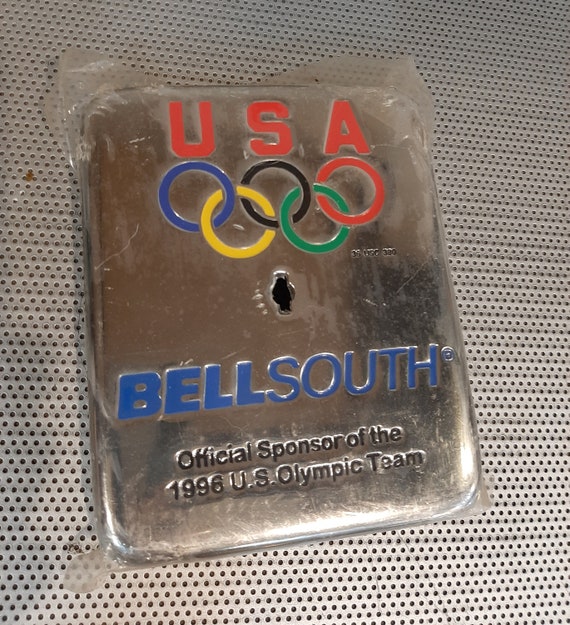 USA
BELLSOUTH®
Official Sponsor of the
1996 U.S. Olympic Team